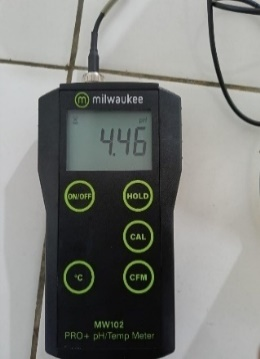 milwaukee
pH
4.46
ON/OFF
HOLD
CAL
°C
CFM
MW102
PRO+ pH/Temp Meter